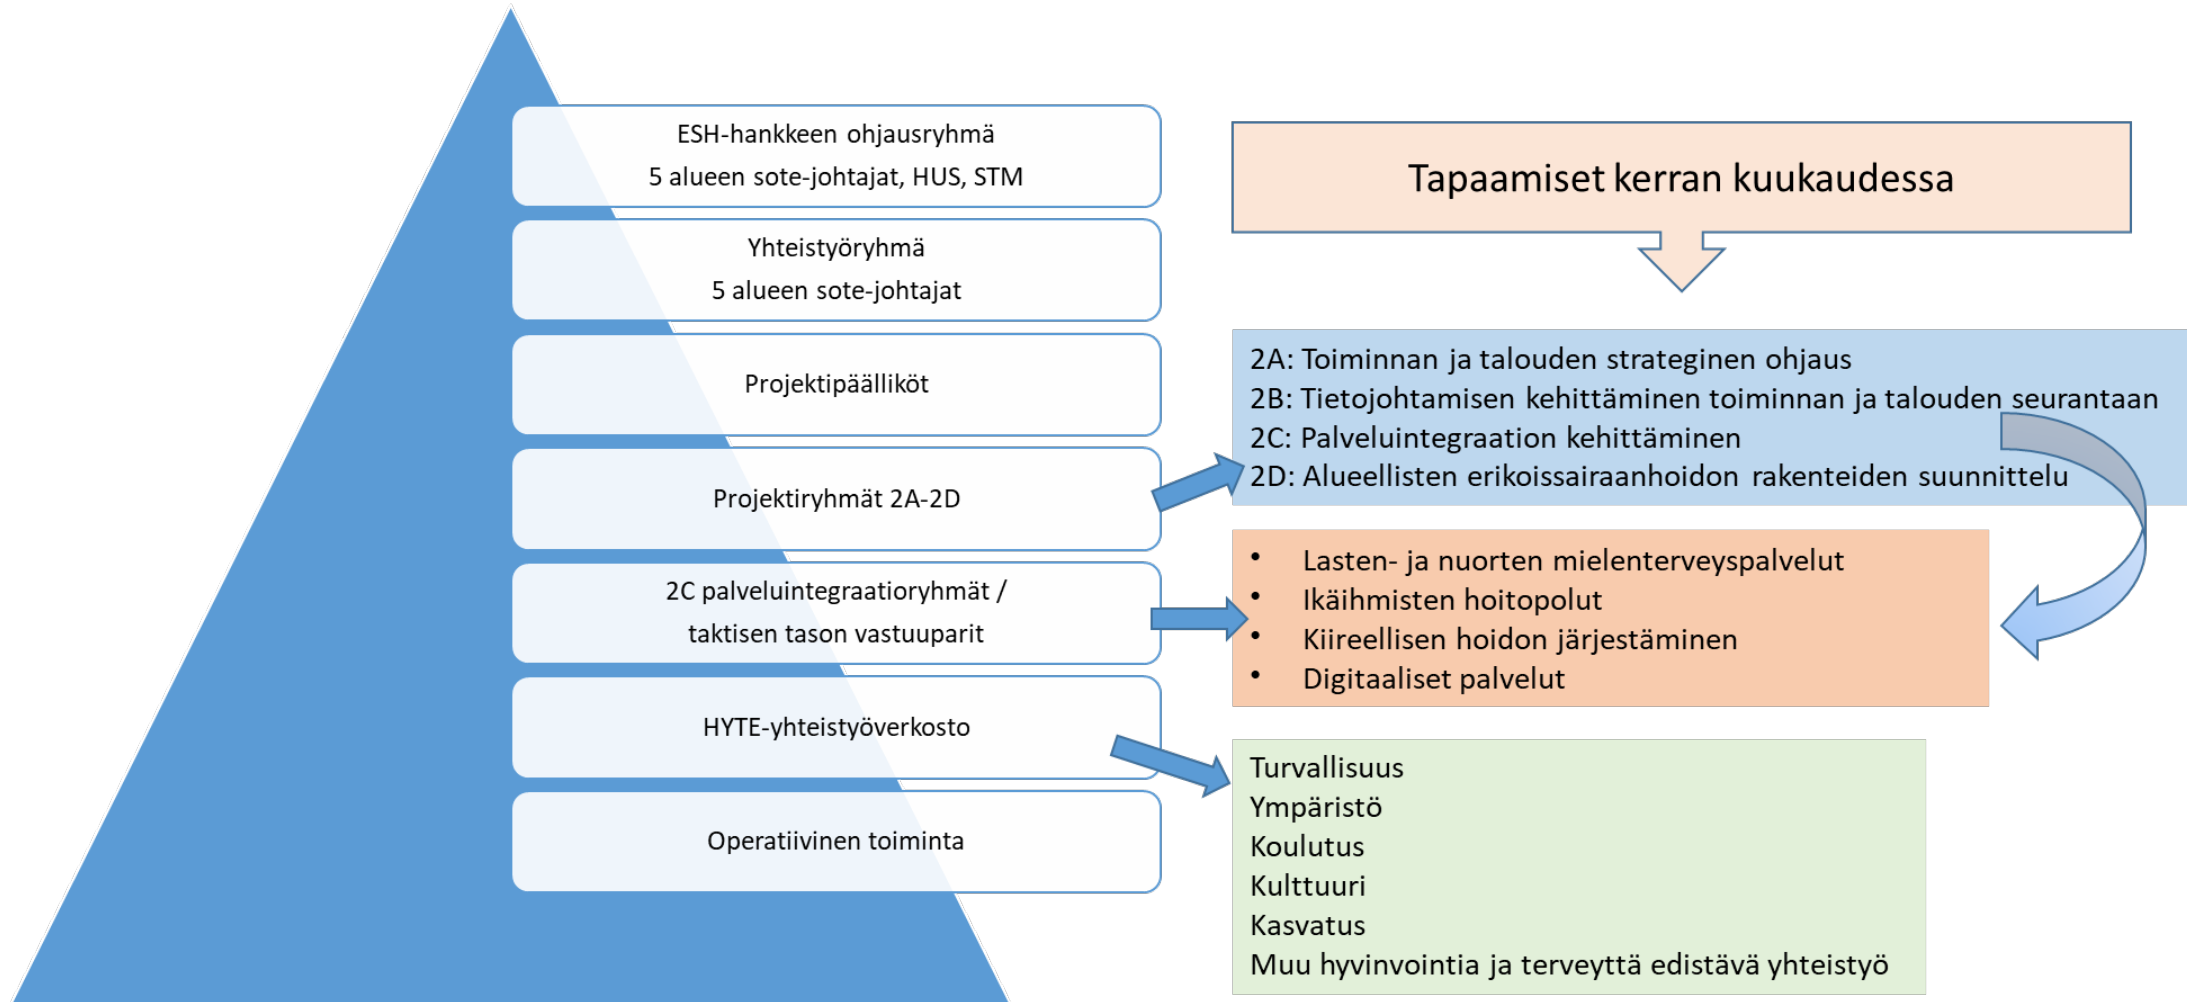 ESH-hankkeen ohjausryhmä
5 alueen sote-johtajat, HUS, STM
Yhteistyöryhmä
5 alueen sote-johtajat
Projektipäälliköt
Projektiryhmät 2A-2D
2C palveluintegraatioryhmät /
taktisen tason vastuuparit
HYTE-yhteistyöverkosto
Operatiivinen toiminta
Tapaamiset kerran kuukaudessa
2A: Toiminnan ja talouden strateginen ohjaus
2B: Tietojohtamisen kehittäminen toiminnan ja talouden seurantaan
2C: Palveluintegraation kehittäminen
2D: Alueellisten erikoissairaanhoidon rakenteiden suunnittelu
• Lasten- ja nuorten mielenterveyspalvelut
• Ikäihmisten hoitopolut
• Kiireellisen hoidon järjestäminen
• Digitaaliset palvelut
Turvallisuus
Ympäristö
Koulutus
Kulttuuri
Kasvatus
Muu hyvinvointia ja terveyttä edistävä yhteistyö